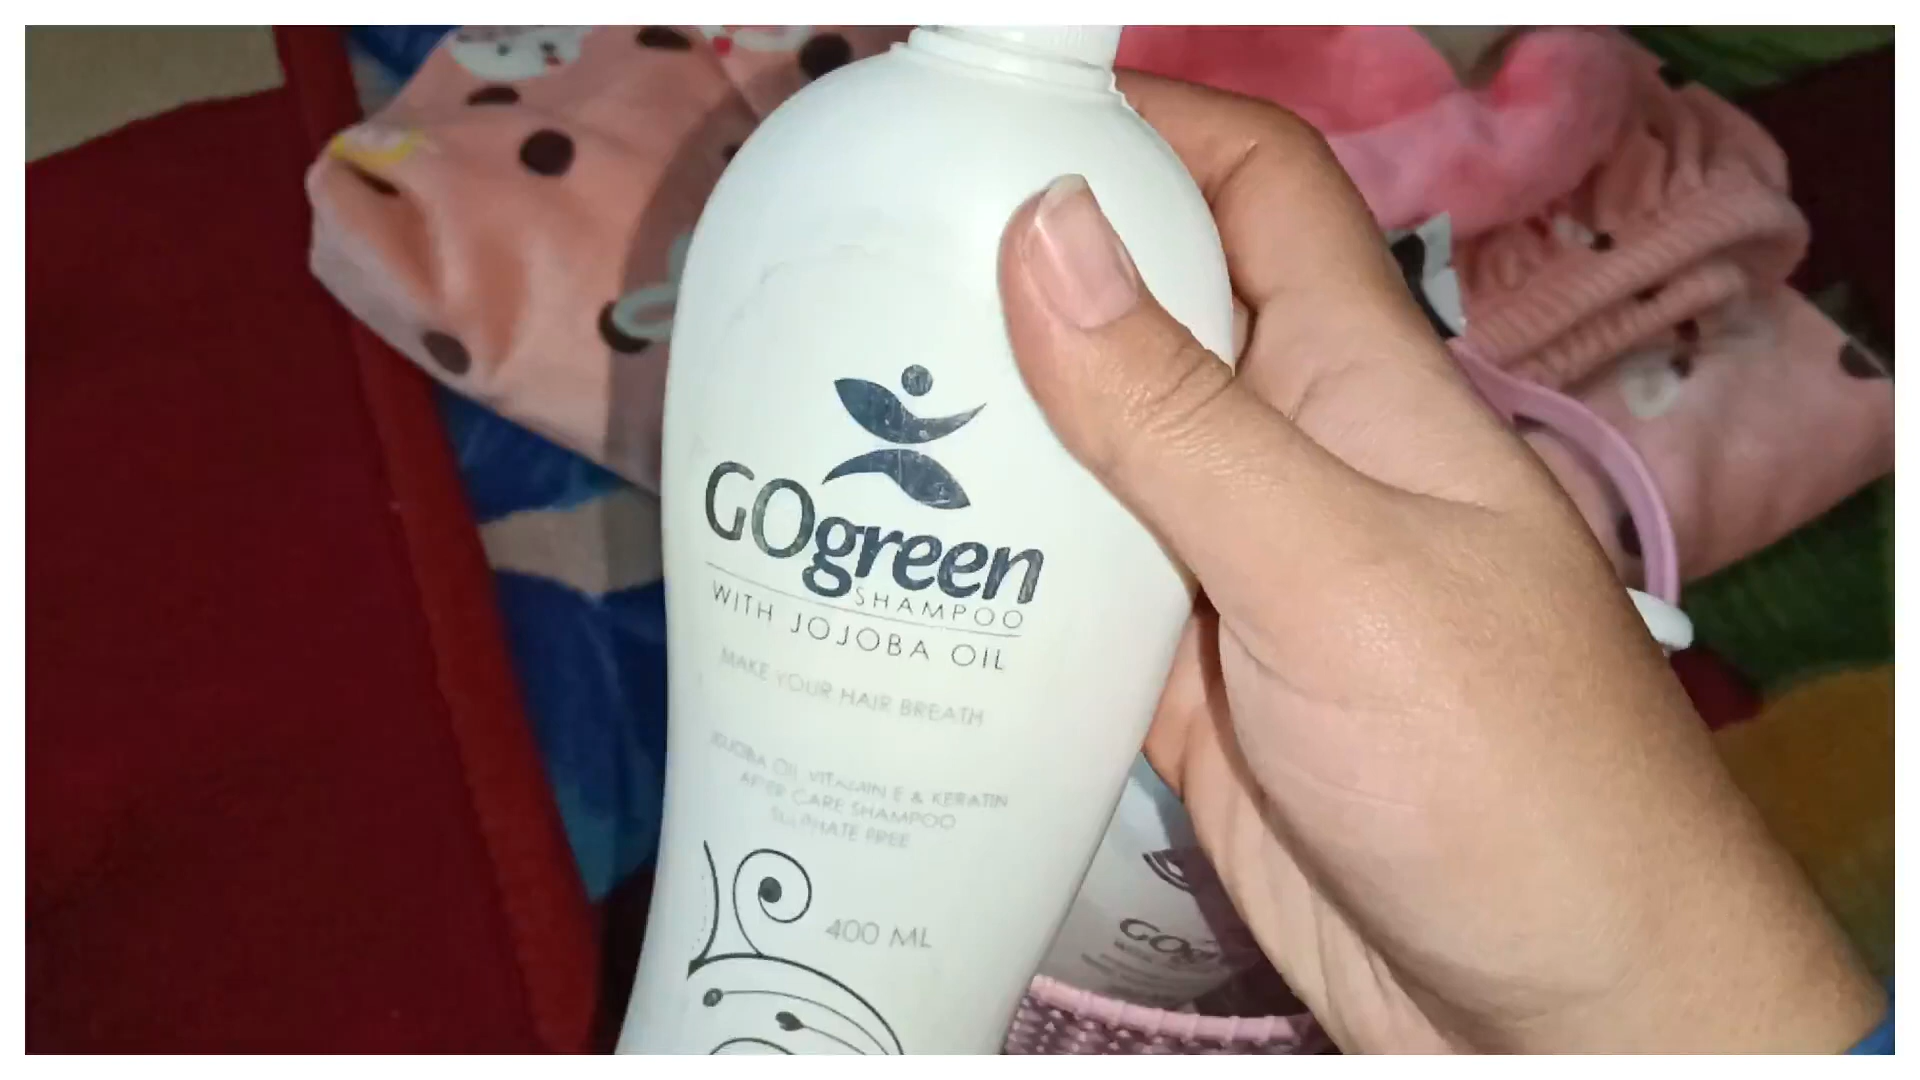 GOgreen
SHAMPOO
WITH JOJOBA OIL
MAKE YOUR HAIR BREATH
JOJOBA OIL, VITAMIN E & KERATIN
AFTER CARE SHAMPOO
SULPHATE FREE
400 ML